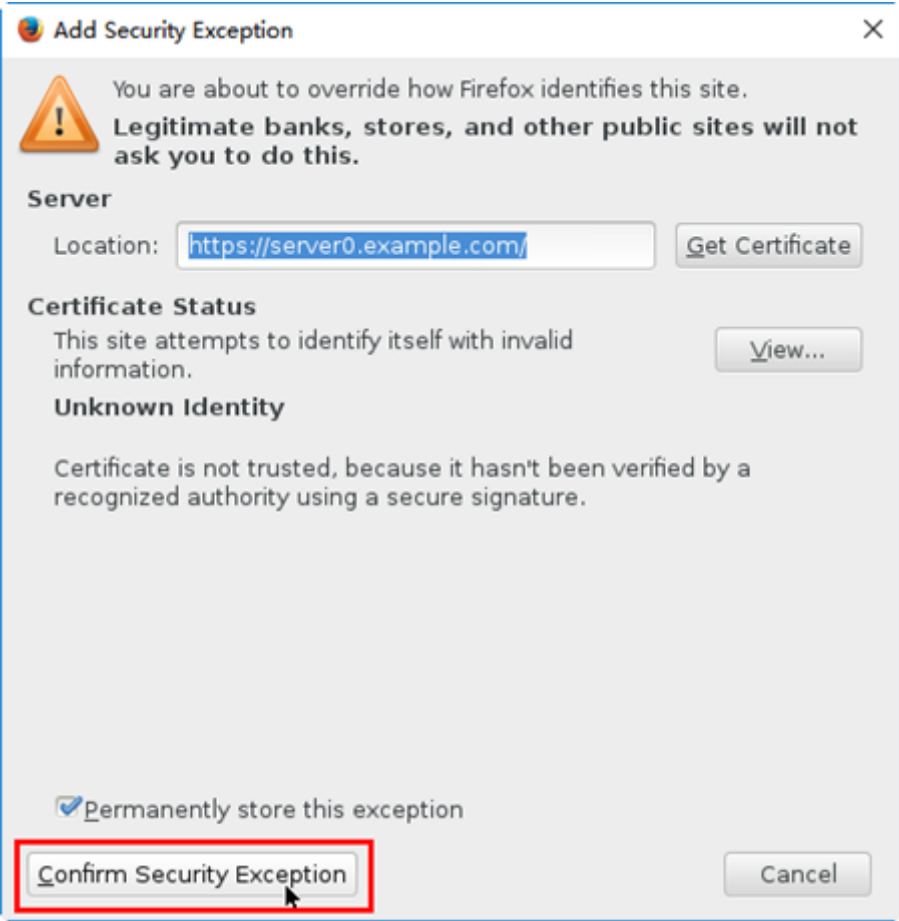 Add Security Exception
You are about to override how Firefox identifies this site.
Legitimate banks, stores, and other public sites will not
ask you to do this.
Server
Location: https://server0.example.com/ Get Certificate
Certificate Status
This site attempts to identify itself with invalid
information.
View...
Unknown Identity
Certificate is not trusted, because it hasn't been verified by a
recognized authority using a secure signature.
Permanently store this exception
Confirm Security Exception Cancel